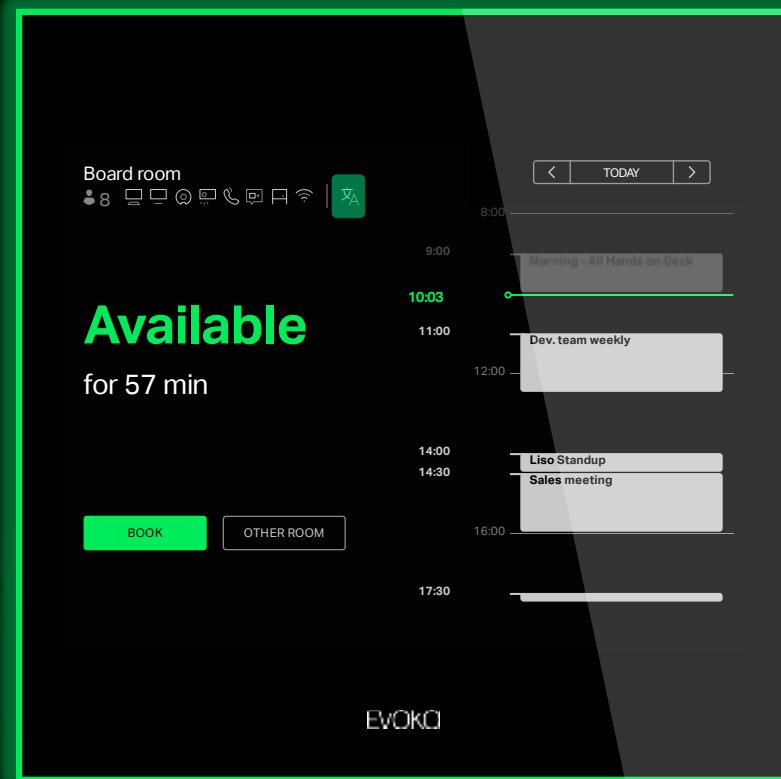 Board room
8
文A
Available
for 57 min
BOOK
OTHER ROOM
TODAY
8:00
9:00
Morning - All Hands on Deck
10:03
11:00
Dev. team weekly
12:00
14:00
Liso Standup
14:30
Sales meeting
16:00
17:30
EVOKO